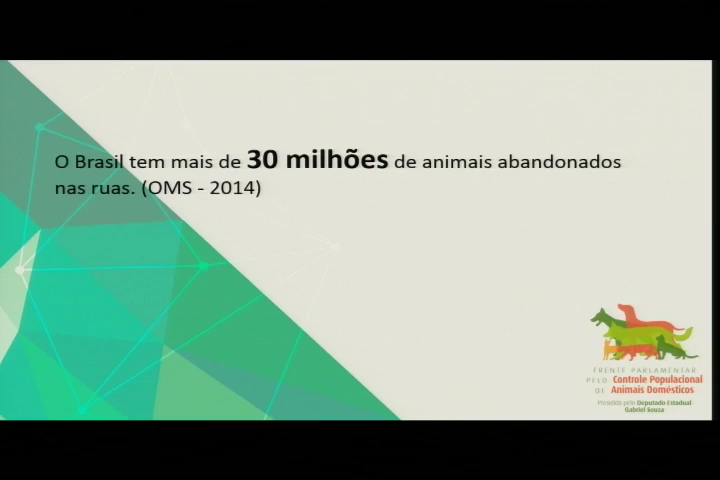 O Brasil tem mais de 30 milhões de animais abandonados
nas ruas. (OMS - 2014)
FRENTE PARLAMENTAR
PELO Controle Populacional
DE Animais Domésticos
Presidida pelo Deputado Estadual
Gabriel Souza